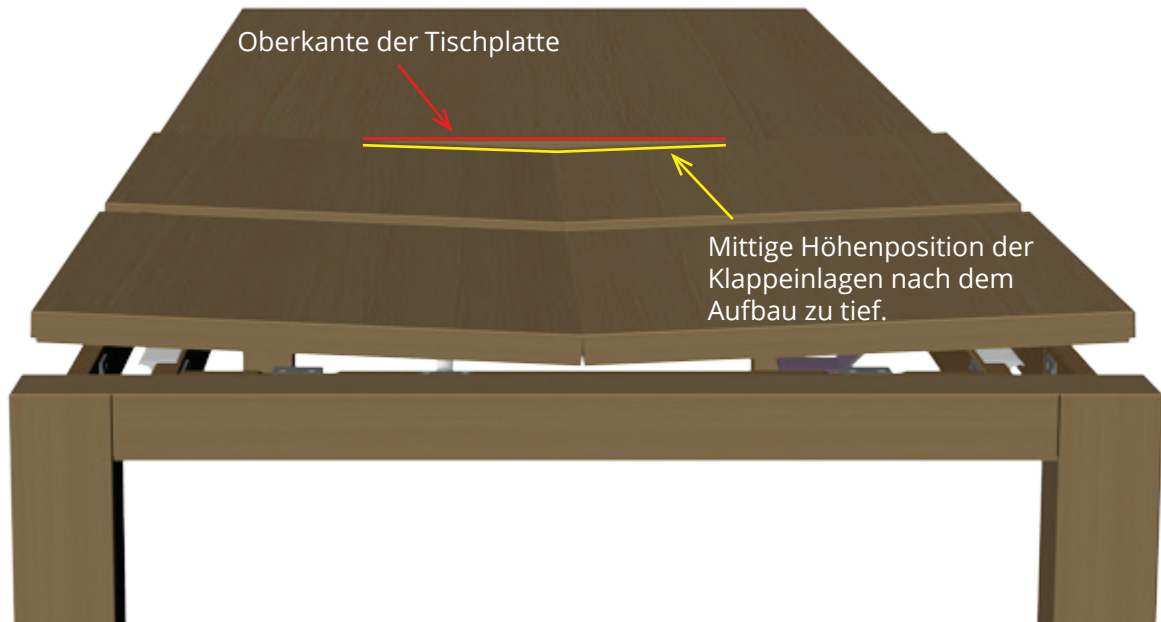 Oberkante der Tischplatte
Mittige Höhenposition der
Klappeinlagen nach dem
Aufbau zu tief.